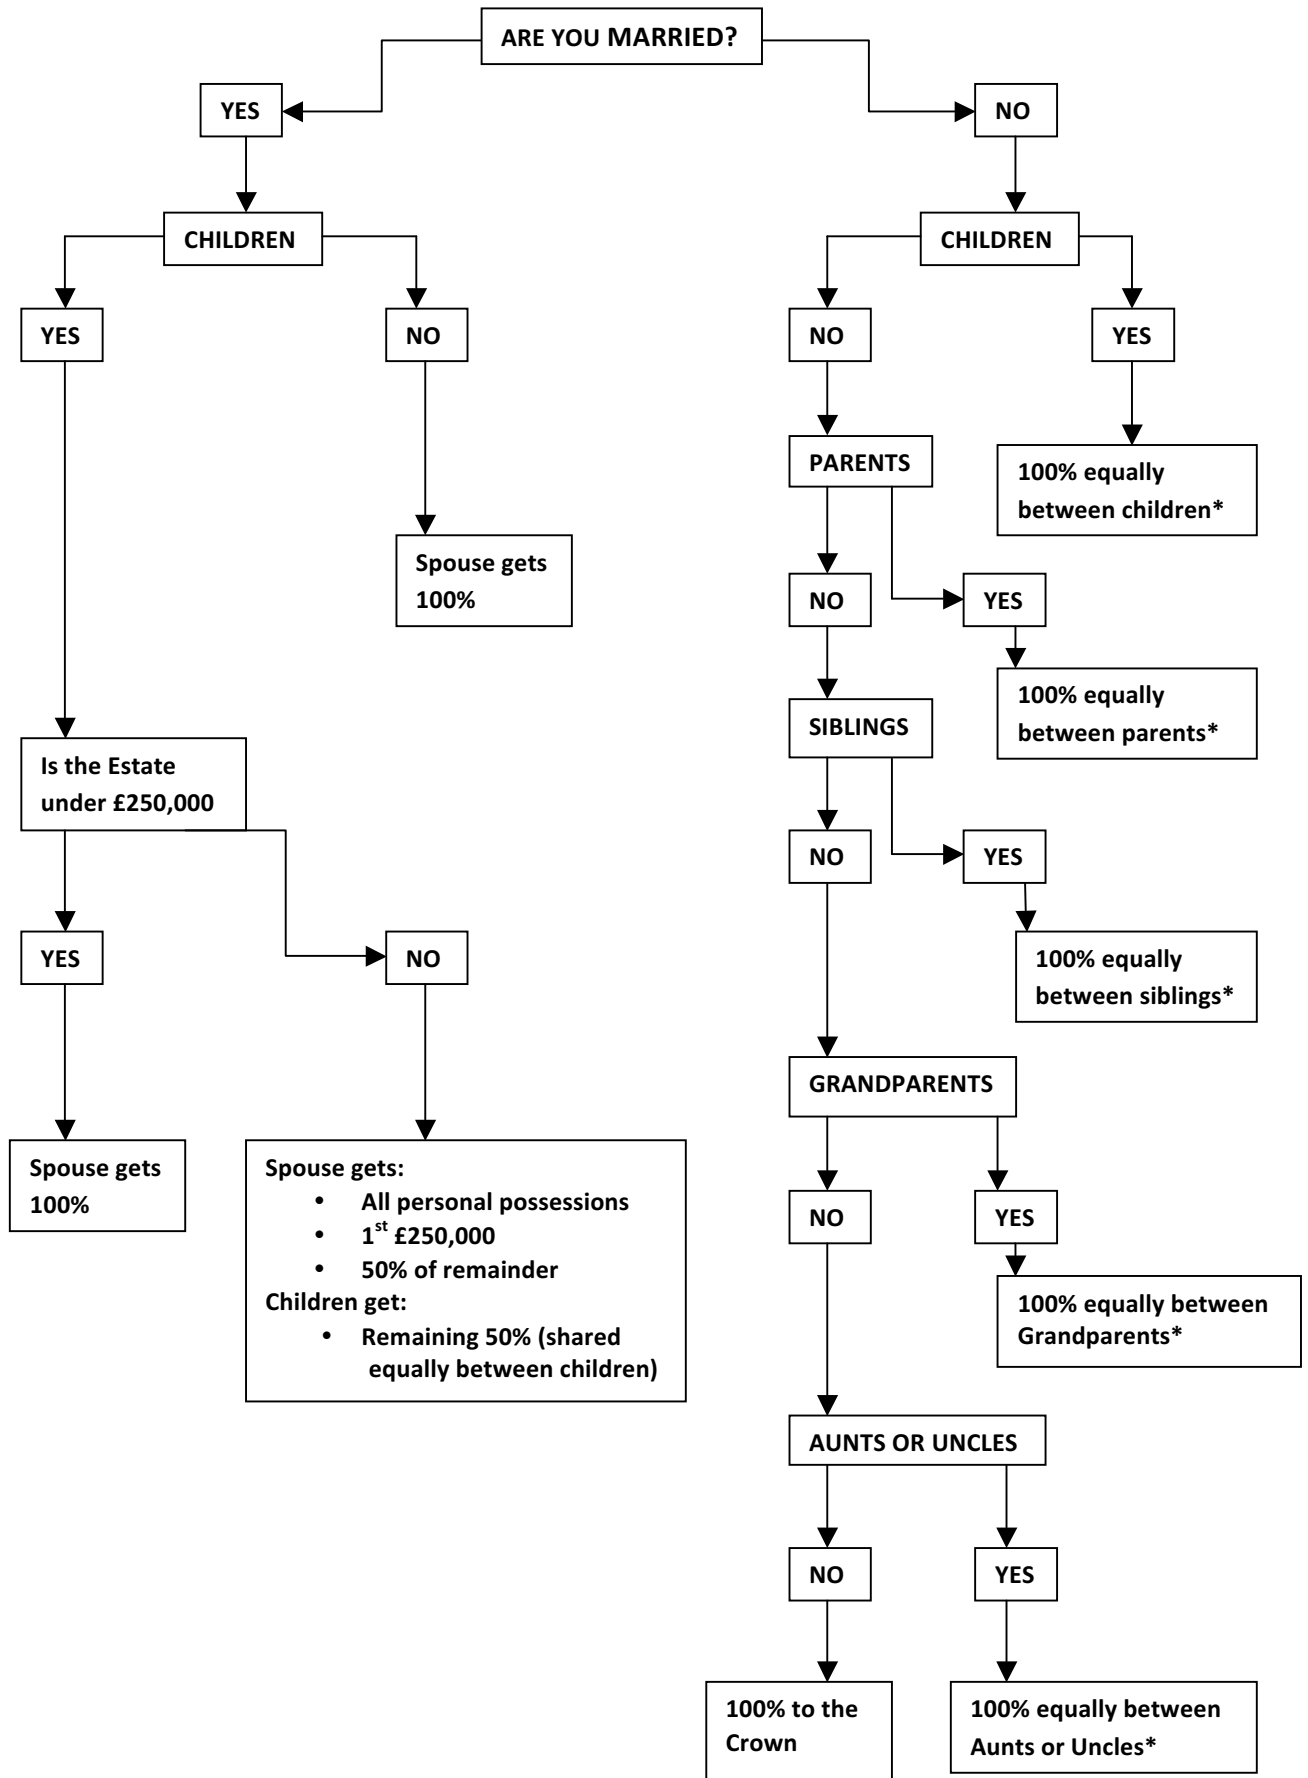 ARE YOU MARRIED?
YES
NO
CHILDREN
CHILDREN
YES
NO
NO
YES
PARENTS
100% equally
between children*
Spouse gets
100%
NO
YES
100% equally
between parents*
SIBLINGS
Is the Estate
under £250,000
NO
YES
YES
NO
100% equally
between siblings*
GRANDPARENTS
Spouse gets
100%
Spouse gets:
• All personal possessions
• 1st £250,000
• 50% of remainder
Children get:
• Remaining 50% (shared
equally between children)
NO
YES
100% equally between
Grandparents*
AUNTS OR UNCLES
NO
YES
100% to the
Crown
100% equally between
Aunts or Uncles*